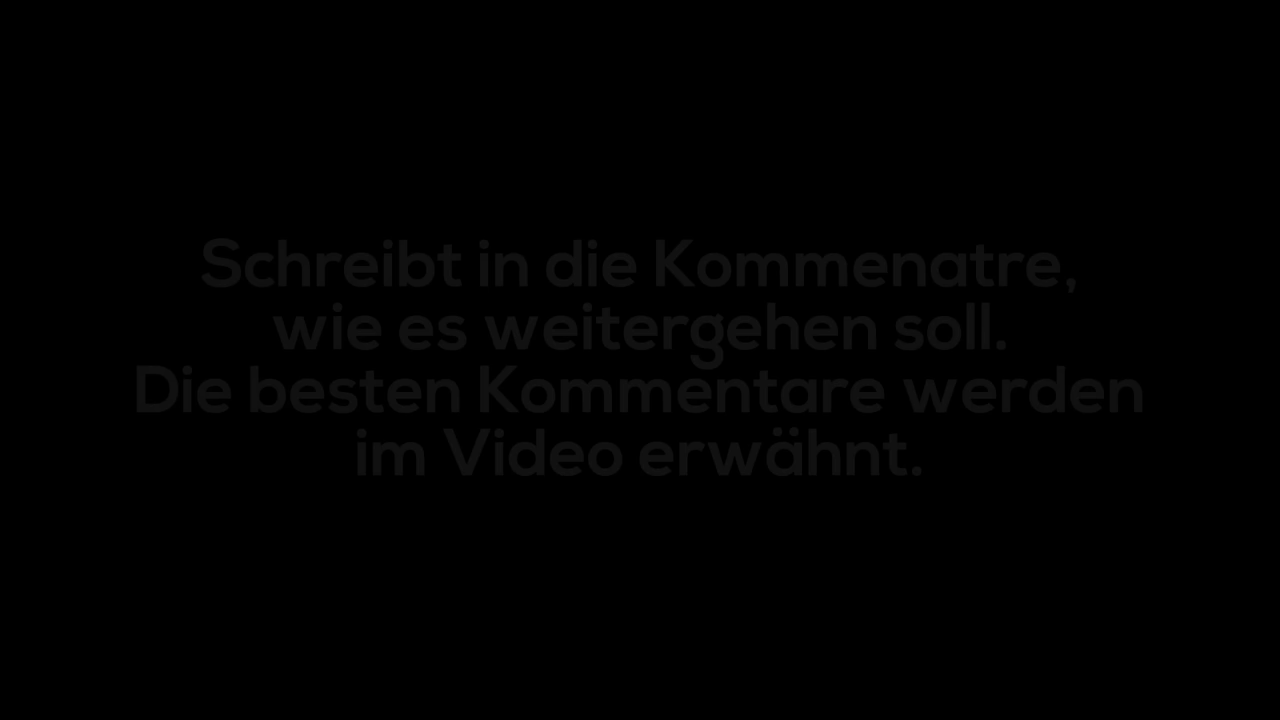 Schreibt in die Kommenatre,
wie es weitergehen soll.
Die besten Kommentare werden
im Video erwähnt.